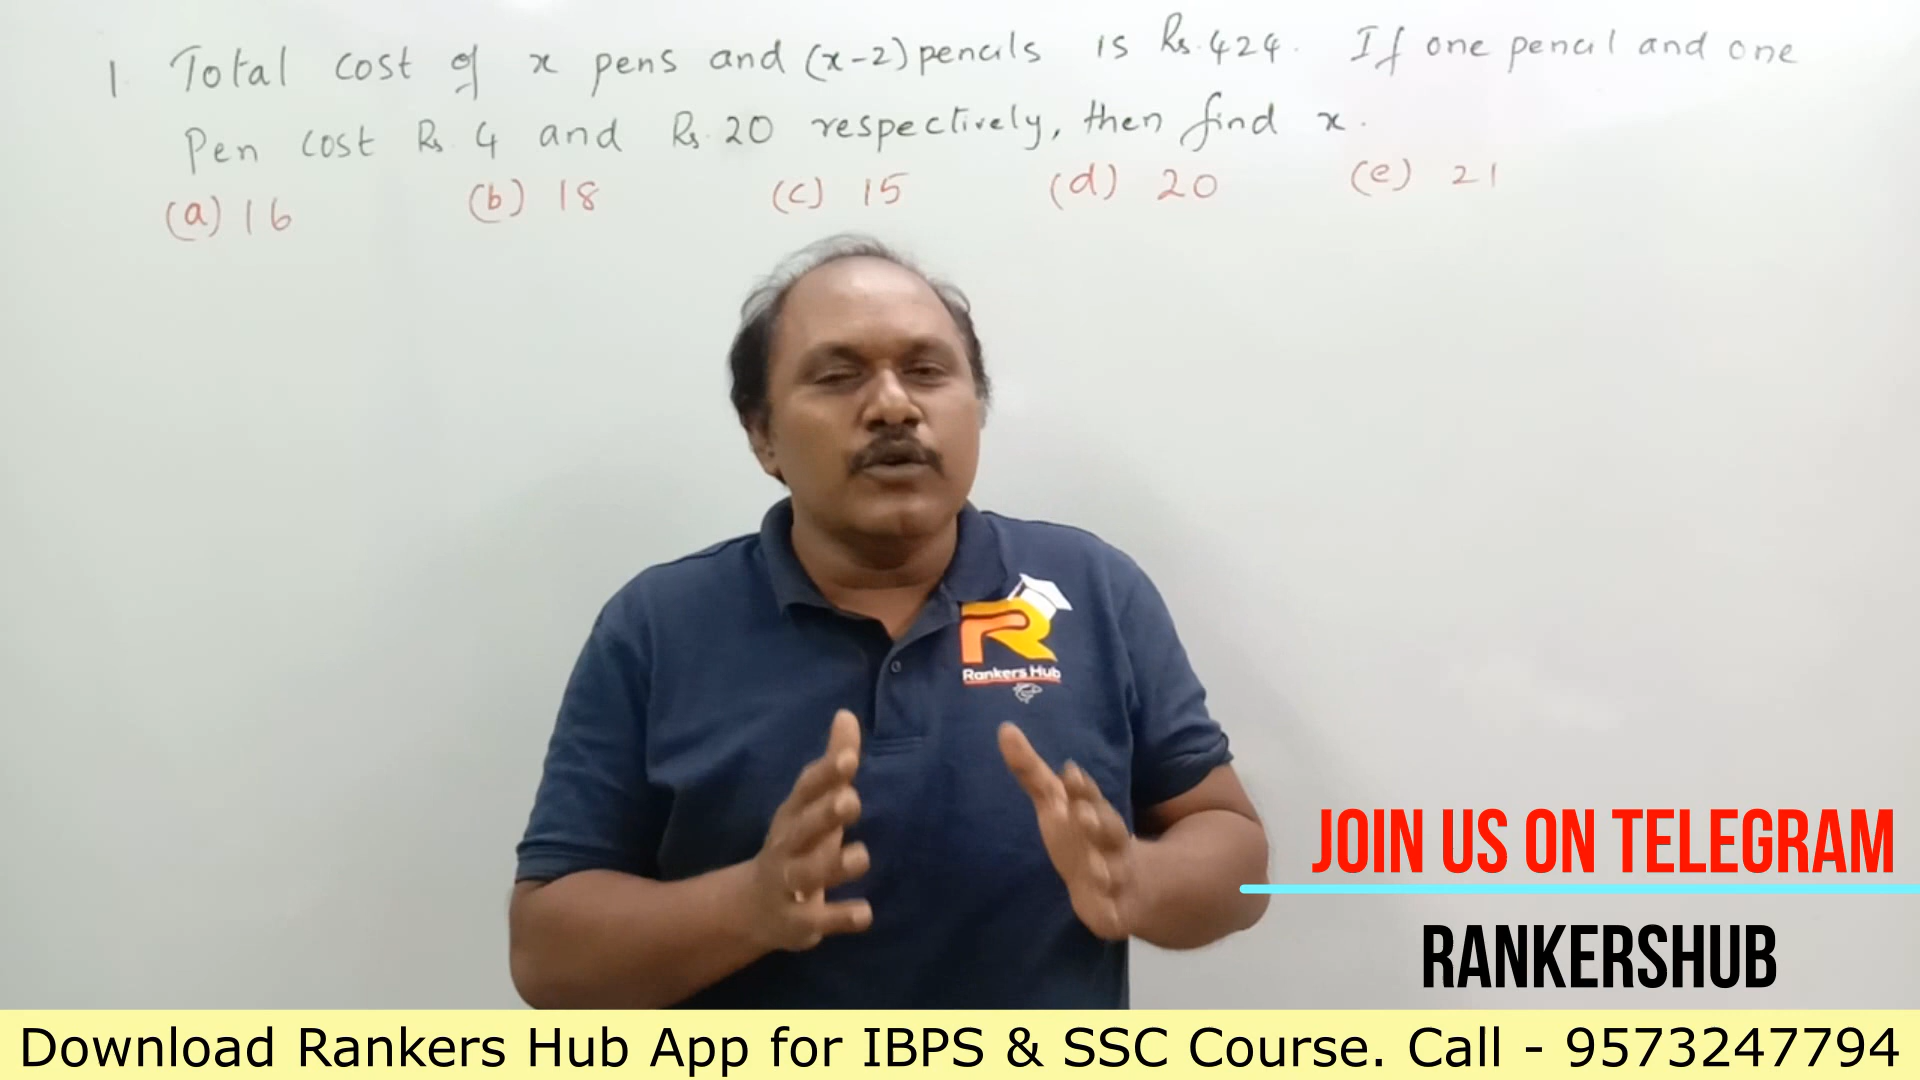 1. Total cost of x pens and (x-2) pencils is Rs. 424. If one pencil and one
Pen cost Rs. 4 and Rs. 20 respectively, then find x.
(a) 16 (b) 18 (c) 15 (d) 20 (e) 21
R
Rankers Hub
JOIN US ON TELEGRAM
RANKERSHUB
Download Rankers Hub App for IBPS & SSC Course. Call - 9573247794